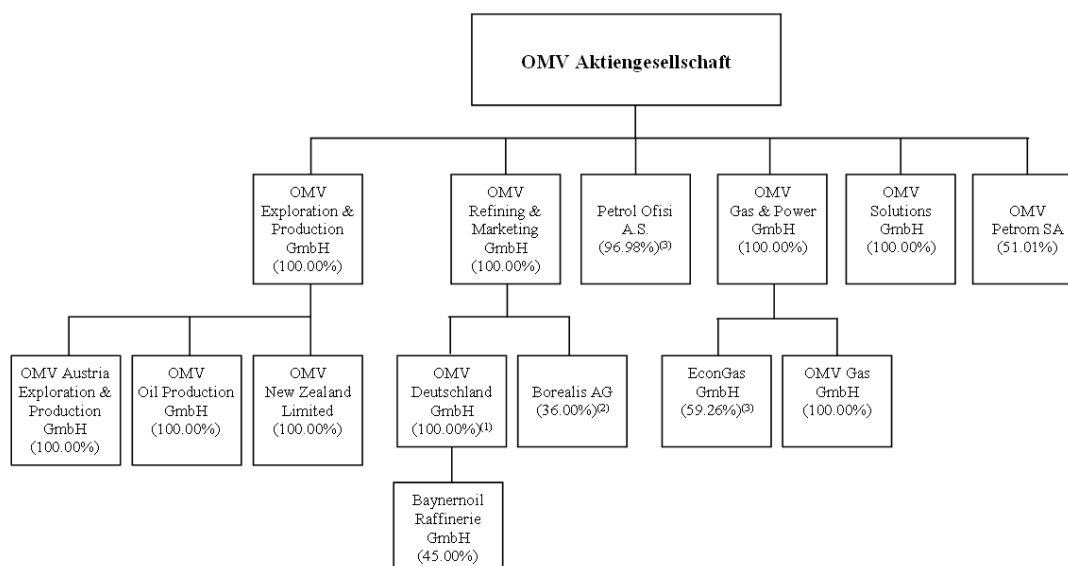 OMV Aktiengesellschaft
OMV
Exploration &
Production
GmbH
(100.00%)
OMV
Refining &
Marketing
GmbH
(100.00%)
Petrol Ofisi
A.S.
(96.98%)(3)
OMV
Gas & Power
GmbH
(100.00%)
OMV
Solutions
GmbH
(100.00%)
OMV
Petrom SA
(51.01%)
OMV Austria
Exploration &
Production
GmbH
(100.00%)
OMV
Oil Production
GmbH
(100.00%)
OMV
New Zealand
Limited
(100.00%)
OMV
Deutschland
GmbH
(100.00%)(1)
Borealis AG
(36.00%)(2)
EconGas
GmbH
(59.26%)(3)
OMV Gas
GmbH
(100.00%)
Baynernoil
Raffinerie
GmbH
(45.00%)